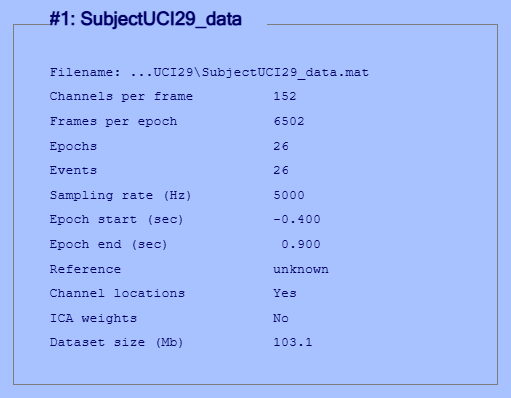 #1: SubjectUCI29_data
Filename: ...UCI29\SubjectUCI29_data.mat
Channels per frame 152
Frames per epoch 6502
Epochs 26
Events 26
Sampling rate (Hz) 5000
Epoch start (sec) -0.400
Epoch end (sec) 0.900
Reference unknown
Channel locations Yes
ICA weights No
Dataset size (Mb) 103.1